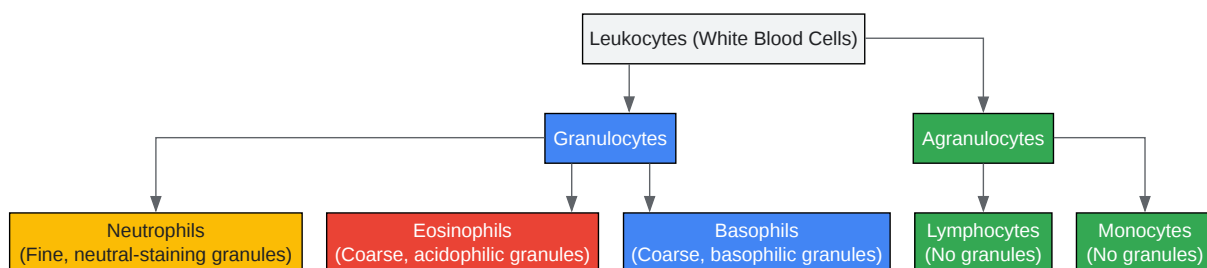 Leukocytes (White Blood Cells)
Granulocytes
Agranulocytes
Neutrophils
(Fine, neutral-staining granules)
Eosinophils
(Coarse, acidophilic granules)
Basophils
(Coarse, basophilic granules)
Lymphocytes
(No granules)
Monocytes
(No granules)